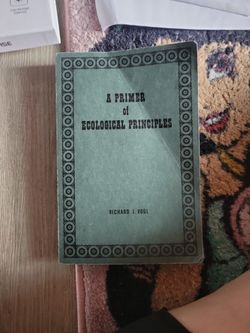 A PRIMER
of
ECOLOGICAL PRINCIPLES
RICHARD J. VOGL